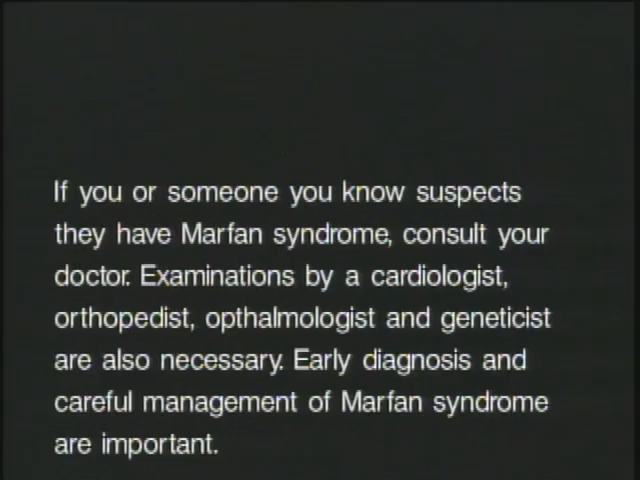 If you or someone you know suspects
they have Marfan syndrome, consult your
doctor. Examinations by a cardiologist,
orthopedist, opthalmologist and geneticist
are also necessary. Early diagnosis and
careful management of Marfan syndrome
are important.